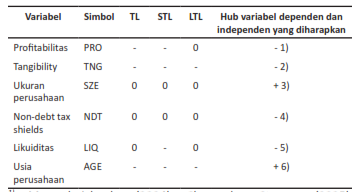 Variabel Simbol TL STL LTL Hub variabel dependen dan
independen yang diharapkan
Profitabilitas PRO - - 0 - 1)
Tangibility TNG - - - - 2)
Ukuran SZE 0 0 0 + 3)
perusahaan
Non-debt tax NDT 0 0 0 - 4)
shields
Likuiditas LIQ 0 - 0 - 5)
Usia AGE - - - + 6)
perusahaan